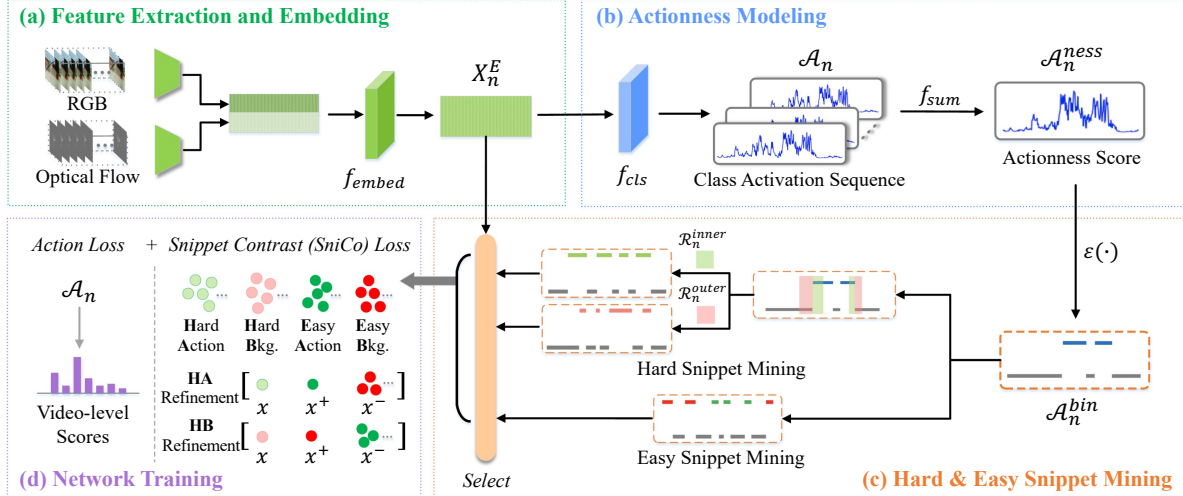 (a) Feature Extraction and Embedding
RGB
Optical Flow
f_embed
X_n^E
(b) Actionness Modeling
f_cls
𝒜_n
Class Activation Sequence
f_sum
𝒜_n^ness
Actionness Score
ε(·)
𝒜_n^bin
ℛ_n^inner
ℛ_n^outer
Hard Snippet Mining
Easy Snippet Mining
(c) Hard & Easy Snippet Mining
Select
Action Loss + Snippet Contrast (SniCo) Loss
𝒜_n
Video-level
Scores
Hard Hard Easy Easy
Action Bkg. Action Bkg.
HA
Refinement [ ... ]
x x⁺ x⁻
HB
Refinement [ ... ]
x x⁺ x⁻
(d) Network Training